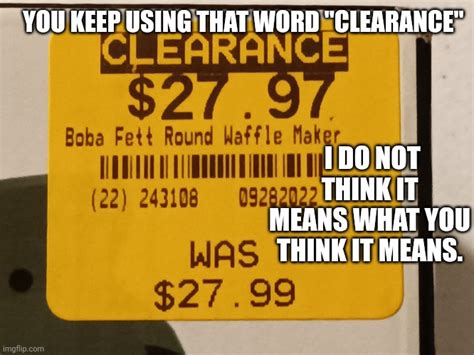 YOU KEEP USING THAT WORD "CLEARANCE"
CLEARANCE
$27.97
Boba Fett Round Waffle Maker
I DO NOT
THINK IT
MEANS WHAT YOU
THINK IT MEANS.
(22) 243108 09282022
WAS
$27.99
imgflip.com